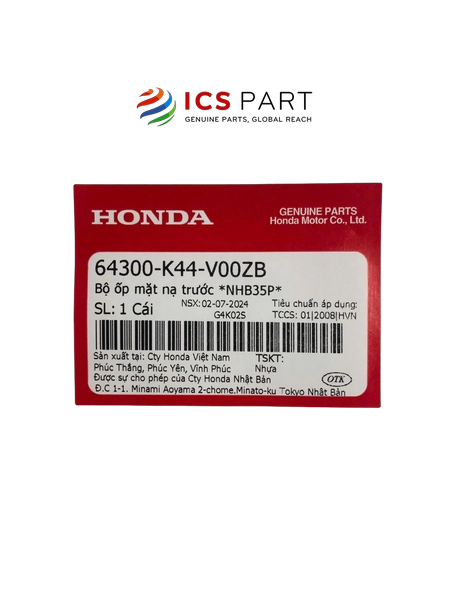 ICS PART
GENUINE PARTS, GLOBAL REACH
HONDA
GENUINE PARTS
Honda Motor Co., Ltd.
64300-K44-V00ZB
Bộ ốp mặt nạ trước *NHB35P*
SL: 1 Cái
NSX: 02-07-2024
G4K02S
Tiêu chuẩn áp dụng:
TCCS: 01|2008|HVN
Sản xuất tại: Cty Honda Việt Nam
Phúc Thắng, Phúc Yên, Vĩnh Phúc
Được sự cho phép của Cty Honda Nhật Bản
Đ.C 1-1. Minami Aoyama 2-chome.Minato-ku Tokyo Nhật Bản
TSKT:
Nhựa
OTK